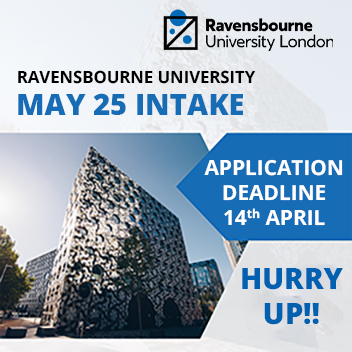 Ravensbourne
University London
RAVENSBOURNE UNIVERSITY
MAY 25 INTAKE
APPLICATION
DEADLINE
14th APRIL
HURRY
UP!!